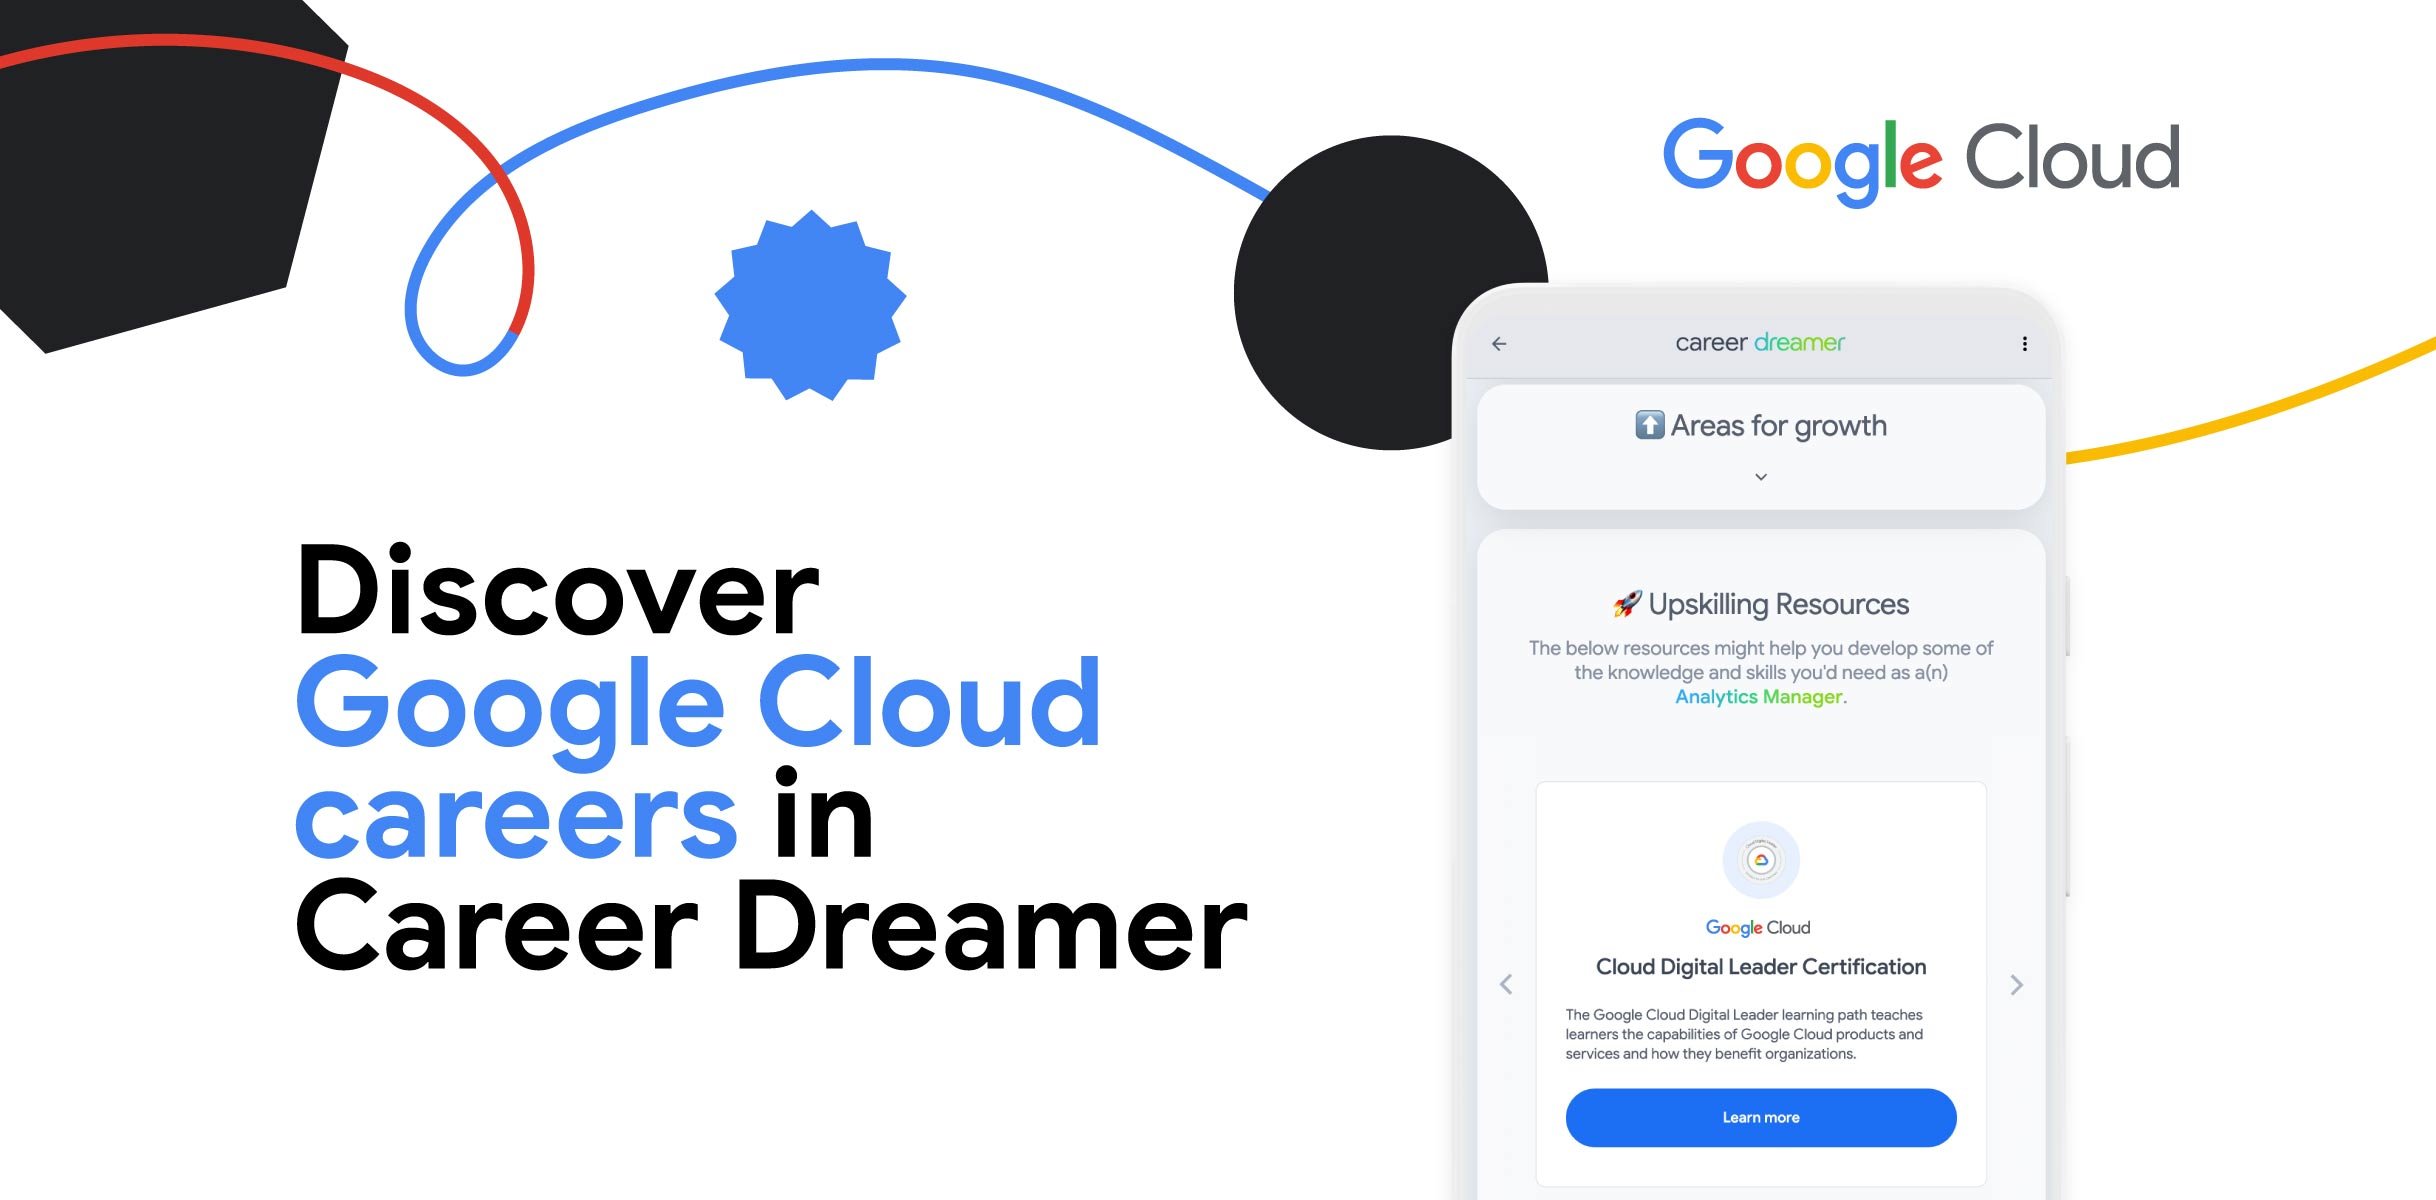 Google Cloud
Discover
Google Cloud
careers in
Career Dreamer
career dreamer
Areas for growth
Upskilling Resources
The below resources might help you develop some of
the knowledge and skills you'd need as a(n)
Analytics Manager.
Google Cloud
Cloud Digital Leader Certification
The Google Cloud Digital Leader learning path teaches
learners the capabilities of Google Cloud products and
services and how they benefit organizations.
Learn more